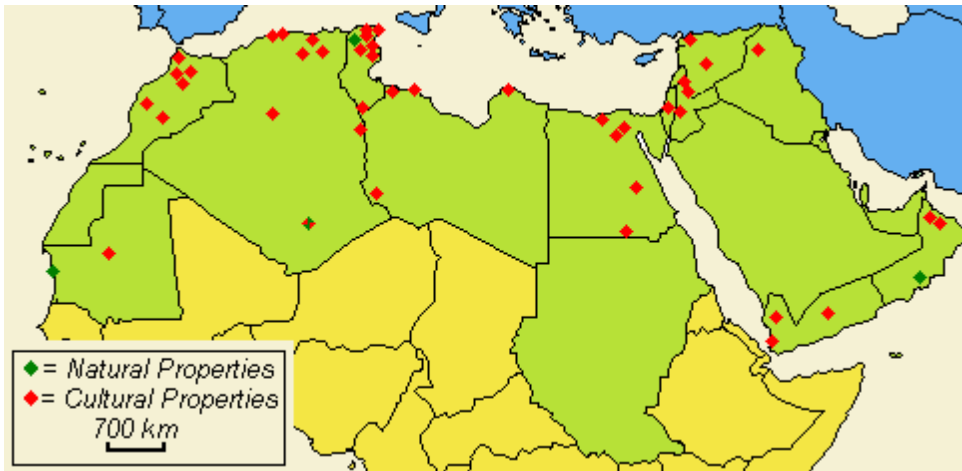 = Natural Properties
= Cultural Properties
700 km